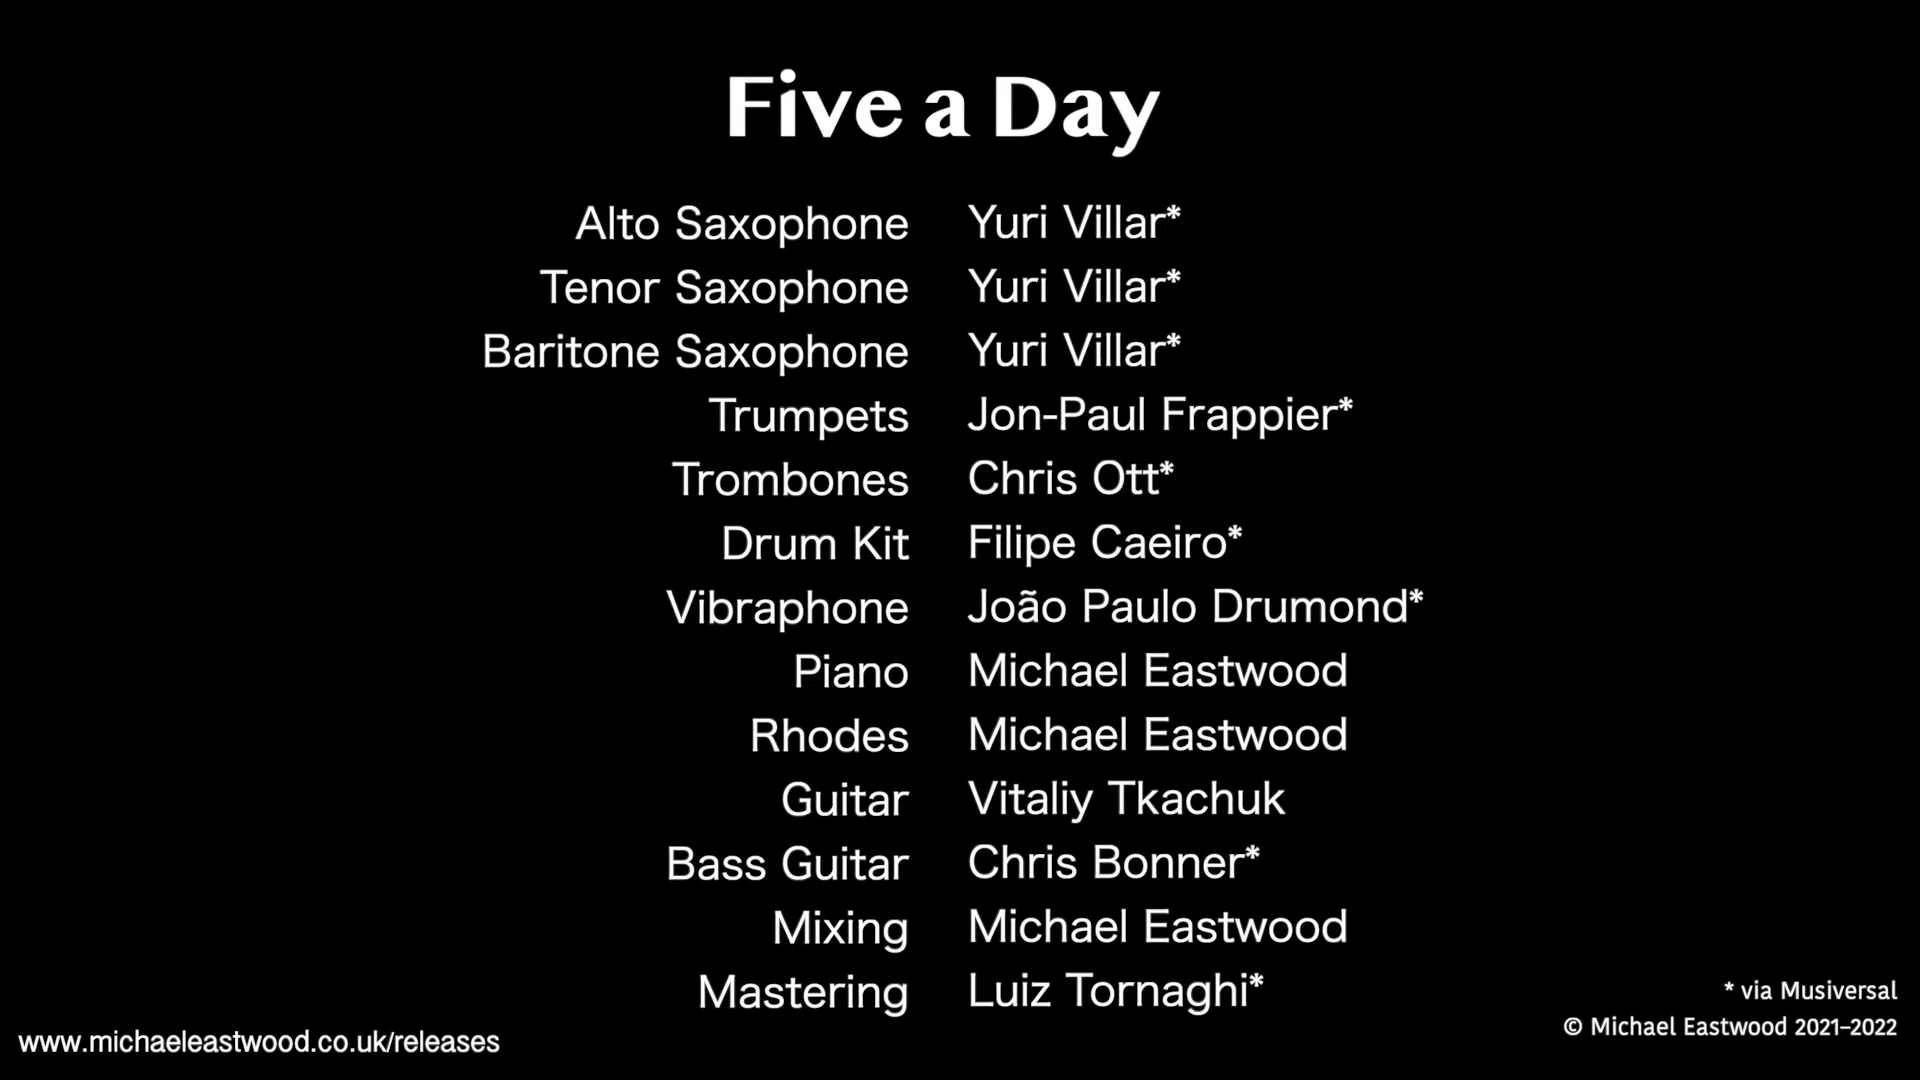 Five a Day
Alto Saxophone Yuri Villar*
Tenor Saxophone Yuri Villar*
Baritone Saxophone Yuri Villar*
Trumpets Jon-Paul Frappier*
Trombones Chris Ott*
Drum Kit Filipe Caeiro*
Vibraphone João Paulo Drumond*
Piano Michael Eastwood
Rhodes Michael Eastwood
Guitar Vitaliy Tkachuk
Bass Guitar Chris Bonner*
Mixing Michael Eastwood
Mastering Luiz Tornaghi*
* via Musiversal
© Michael Eastwood 2021–2022
www.michaeleastwood.co.uk/releases